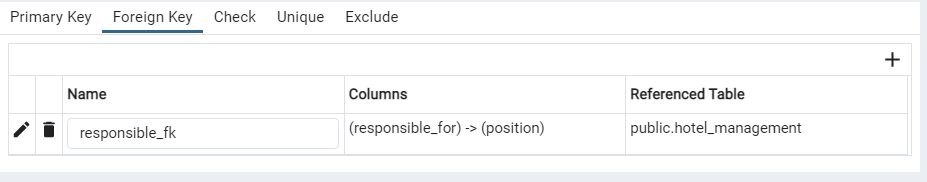 Primary Key Foreign Key Check Unique Exclude
Name Columns Referenced Table
responsible_fk (responsible_for) -> (position) public.hotel_management